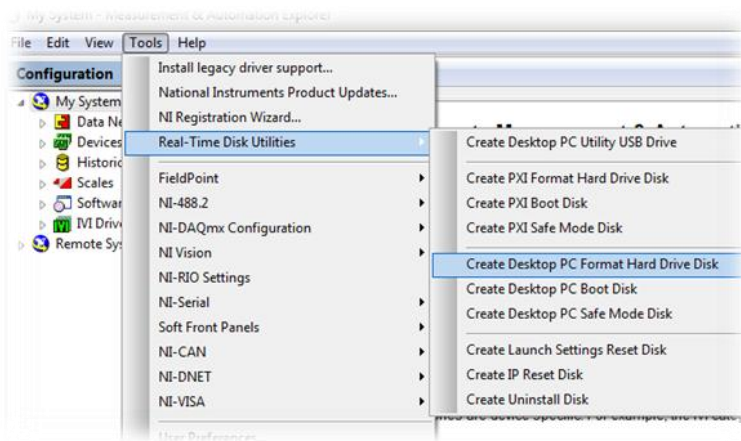 My System - Measurement & Automation Explorer
File Edit View Tools Help
Configuration
My System
Data Ne
Devices
Historic
Scales
Softwar
IVI Drive
Remote Sys
Install legacy driver support...
National Instruments Product Updates...
NI Registration Wizard...
Real-Time Disk Utilities
FieldPoint
NI-488.2
NI-DAQmx Configuration
NI Vision
NI-RIO Settings
NI-Serial
Soft Front Panels
NI-CAN
NI-DNET
NI-VISA
User Preferences...
Create Desktop PC Utility USB Drive
Create PXI Format Hard Drive Disk
Create PXI Boot Disk
Create PXI Safe Mode Disk
Create Desktop PC Format Hard Drive Disk
Create Desktop PC Boot Disk
Create Desktop PC Safe Mode Disk
Create Launch Settings Reset Disk
Create IP Reset Disk
Create Uninstall Disk